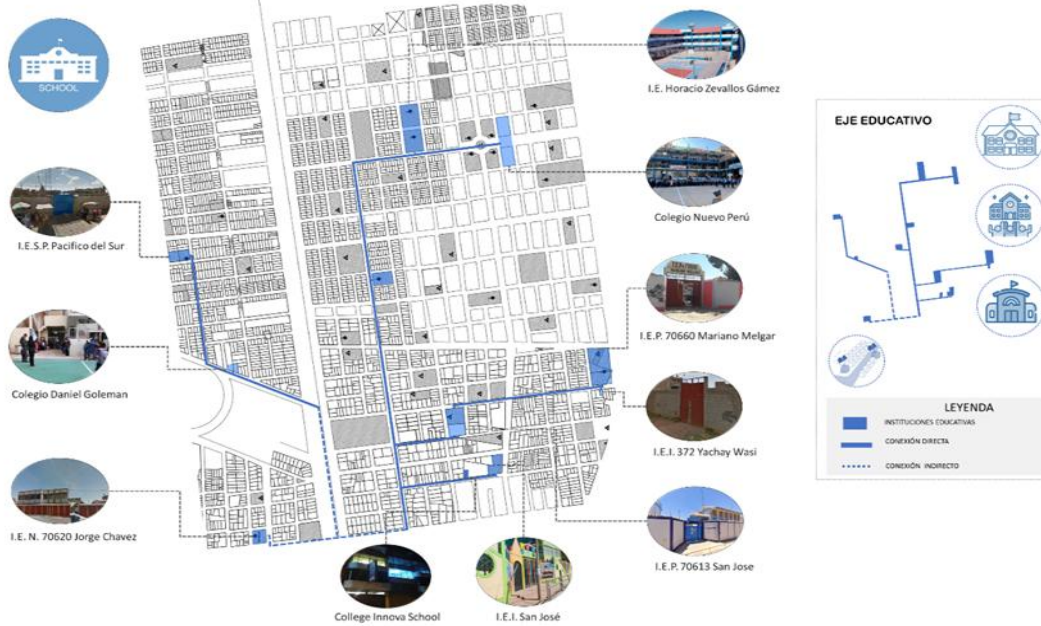 SCHOOL
I.E. Horacio Zevallos Gámez
Colegio Nuevo Perú
I.E.S.P. Pacifico del Sur
I.E.P. 70660 Mariano Melgar
Colegio Daniel Goleman
I.E.I. 372 Yachay Wasi
I.E. N. 70620 Jorge Chavez
I.E.P. 70613 San Jose
College Innova School
I.E.I. San José
EJE EDUCATIVO
LEYENDA
INSTITUCIONES EDUCATIVAS
CONEXIÓN DIRECTA
CONEXIÓN INDIRECTO